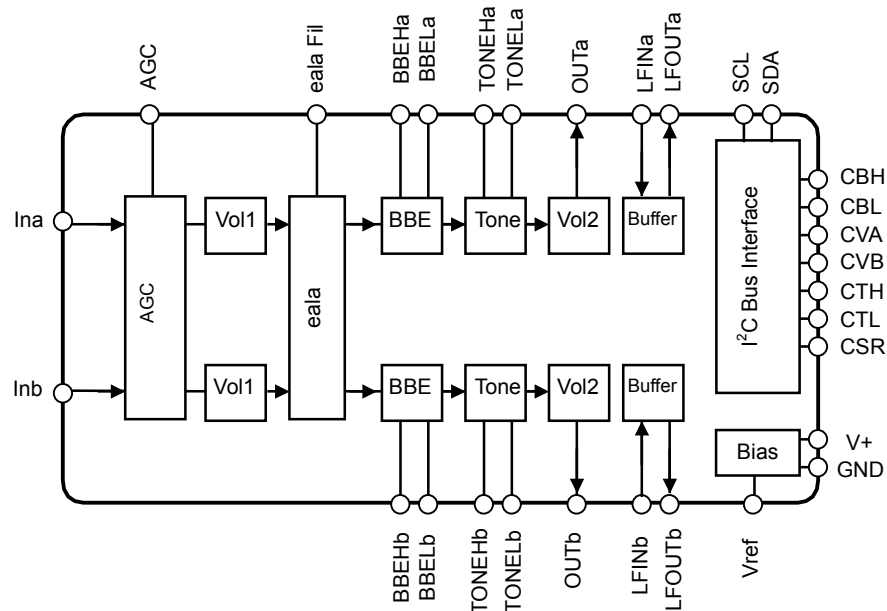 AGC
eala Fil
BBEHa
BBELa
TONEHa
TONELa
OUTa
LFINa
LFOUTa
SCL
SDA
Ina
Inb
AGC
Vol1
eala
BBE
Tone
Vol2
Buffer
Vol1
BBE
Tone
Vol2
Buffer
I²C Bus Interface
CBH
CBL
CVA
CVB
CTH
CTL
CSR
Bias
V+
GND
BBEHb
BBELb
TONEHb
TONELb
OUTb
LFINb
LFOUTb
Vref